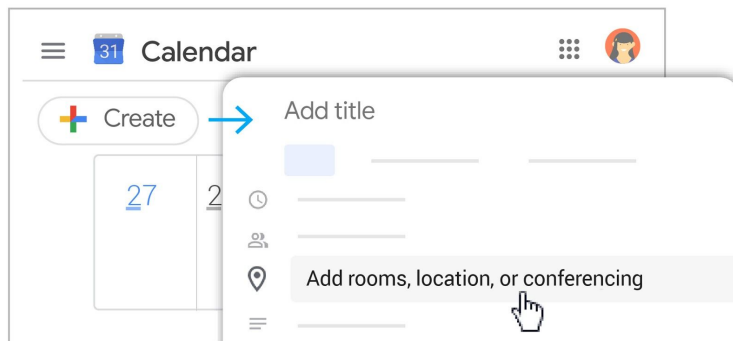 31 Calendar
Create
Add title
27
2
Add rooms, location, or conferencing